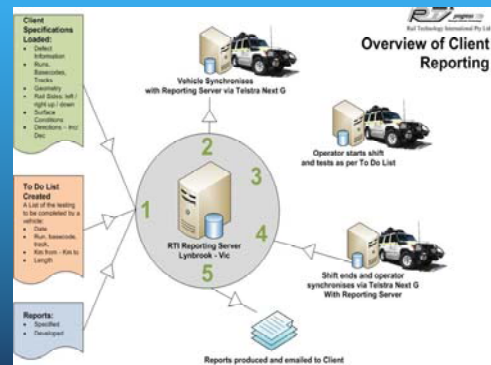 Client
Specifications
Loaded:
• Defect
Information
• Runs,
Basecodes,
Tracks
• Geometry
• Rail Sides: left /
right up / down
• Surface
Conditions
• Directions – Inc/
Dec
To Do List
Created
A List of the testing
to be completed by a
vehicle:
• Date
• Run, basecode,
track,
• Km from - Km to
• Length
Reports:
• Specified
• Developed
RTI
progress
Rail Technology International Pty Ltd
Overview of Client
Reporting
Vehicle Synchronises
with Reporting Server via Telstra Next G
Operator starts shift
and tests as per To Do List
1
2
3
4
5
RTI Reporting Server
Lynbrook - Vic
Shift ends and operator
synchronises via Telstra Next G
With Reporting Server
Reports produced and emailed to Client